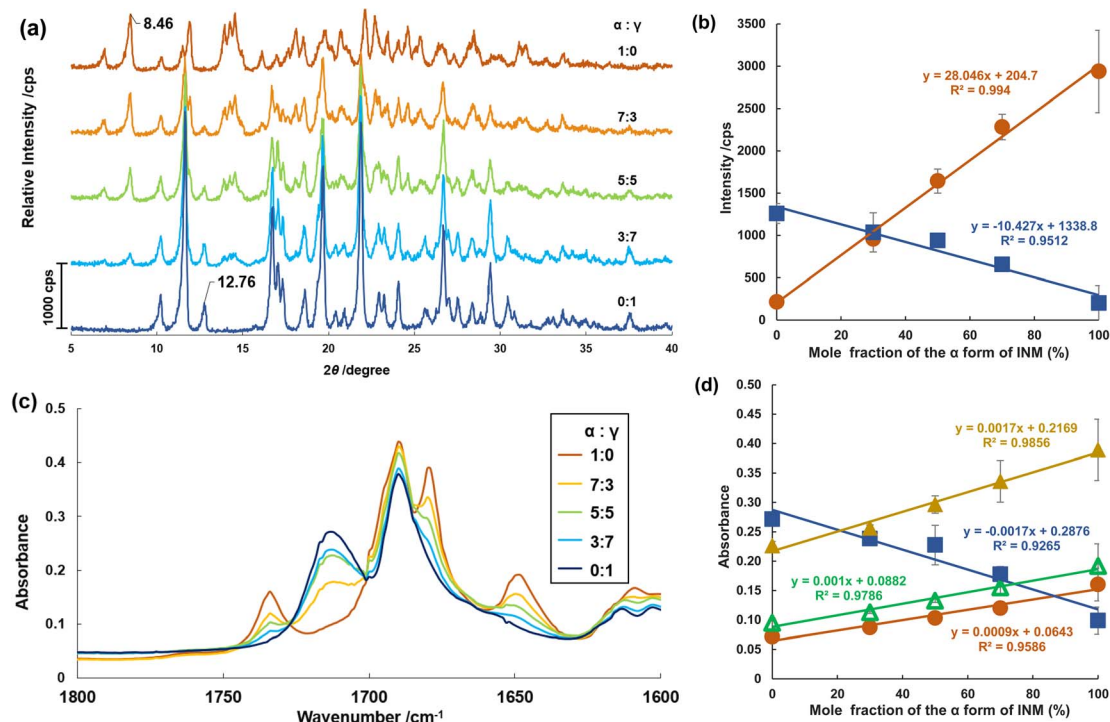 (a)
8.46
α : γ
1:0
7:3
5:5
3:7
0:1
12.76
1000 cps
Relative Intensity /cps
5
10
15
20
25
30
35
40
2θ /degree
(b)
4000
3500
3000
2500
2000
1500
1000
500
0
Intensity /cps
y = 28.046x + 204.7
R² = 0.994
y = -10.427x + 1338.8
R² = 0.9512
0
20
40
60
80
100
Mole fraction of the α form of INM (%)
(c)
0.5
0.4
0.3
0.2
0.1
0
Absorbance
α : γ
1:0
7:3
5:5
3:7
0:1
1800
1750
1700
1650
1600
Wavenumber /cm-1
(d)
0.50
0.45
0.40
0.35
0.30
0.25
0.20
0.15
0.10
0.05
0.00
Absorbance
y = 0.0017x + 0.2169
R² = 0.9856
y = -0.0017x + 0.2876
R² = 0.9265
y = 0.001x + 0.0882
R² = 0.9786
y = 0.0009x + 0.0643
R² = 0.9586
0
20
40
60
80
100
Mole fraction of the α form of INM (%)